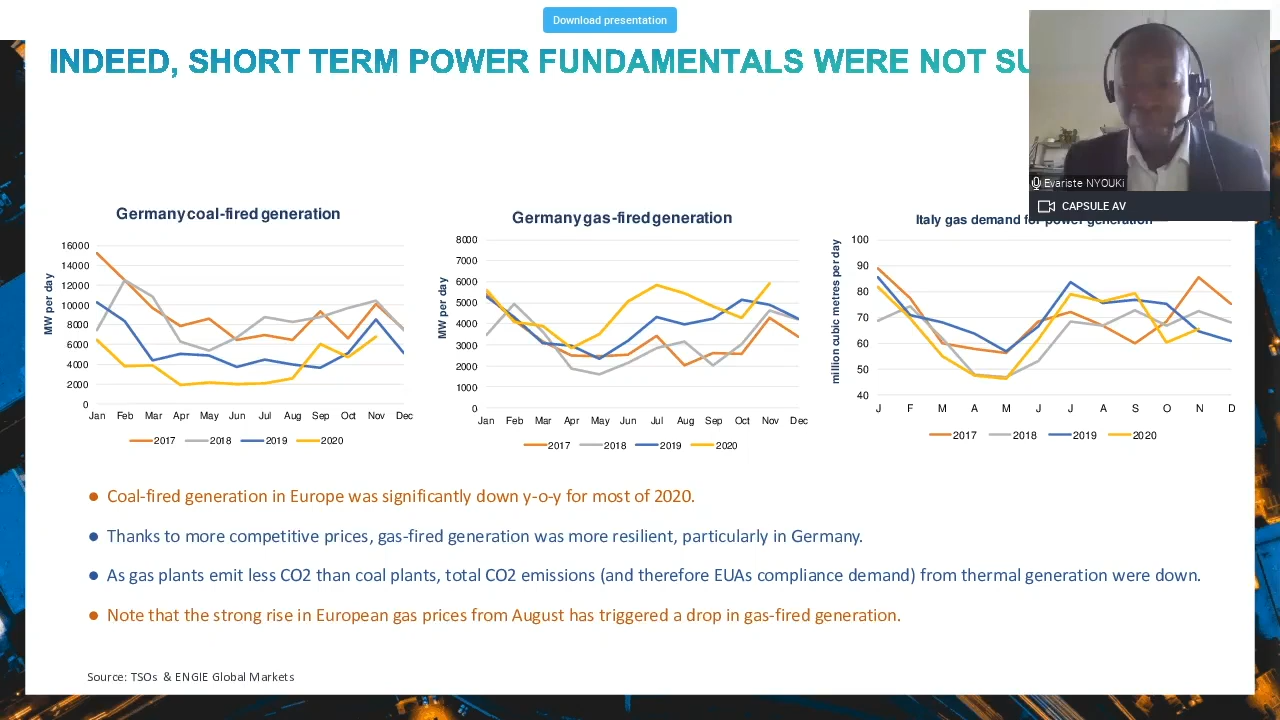 Download presentation
INDEED, SHORT TERM POWER FUNDAMENTALS WERE NOT
Evariste NYOUKi
CAPSULE AV
Germany coal-fired generation
MW per day
16000
14000
12000
10000
8000
6000
4000
2000
0
Jan Feb Mar Apr May Jun Jul Aug Sep Oct Nov Dec
2017 2018 2019 2020
Germany gas-fired generation
MW per day
8000
7000
6000
5000
4000
3000
2000
1000
0
Jan Feb Mar Apr May Jun Jul Aug Sep Oct Nov Dec
2017 2018 2019 2020
Italy gas demand for power generation
million cubic metres per day
100
90
80
70
60
50
40
J F M A M J J A S O N D
2017 2018 2019 2020
• Coal-fired generation in Europe was significantly down y-o-y for most of 2020.
• Thanks to more competitive prices, gas-fired generation was more resilient, particularly in Germany.
• As gas plants emit less CO2 than coal plants, total CO2 emissions (and therefore EUAs compliance demand) from thermal generation were down.
• Note that the strong rise in European gas prices from August has triggered a drop in gas-fired generation.
Source: TSOs & ENGIE Global Markets